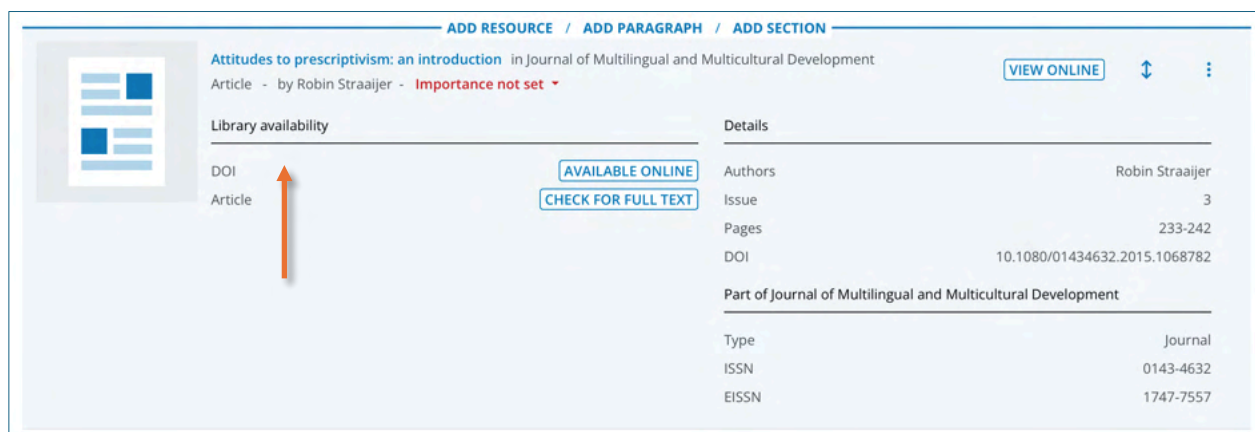 ADD RESOURCE / ADD PARAGRAPH / ADD SECTION
Attitudes to prescriptivism: an introduction in Journal of Multilingual and Multicultural Development
Article - by Robin Straaijer - Importance not set
VIEW ONLINE
Library availability
DOI AVAILABLE ONLINE
Article CHECK FOR FULL TEXT
Details
Authors Robin Straaijer
Issue 3
Pages 233-242
DOI 10.1080/01434632.2015.1068782
Part of Journal of Multilingual and Multicultural Development
Type Journal
ISSN 0143-4632
EISSN 1747-7557